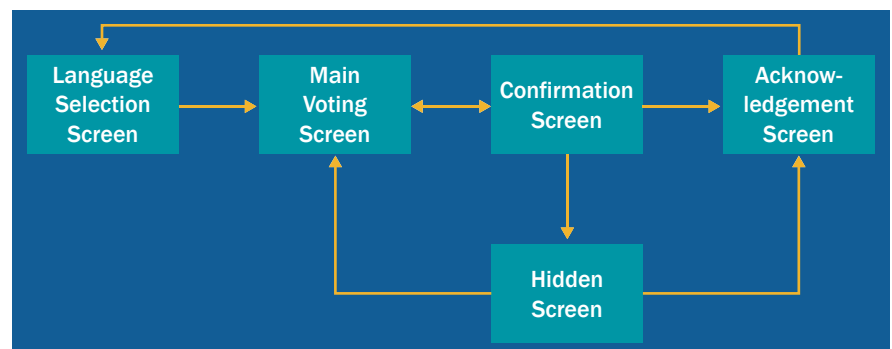 Language
Selection
Screen
Main
Voting
Screen
Confirmation
Screen
Acknow-
ledgement
Screen
Hidden
Screen